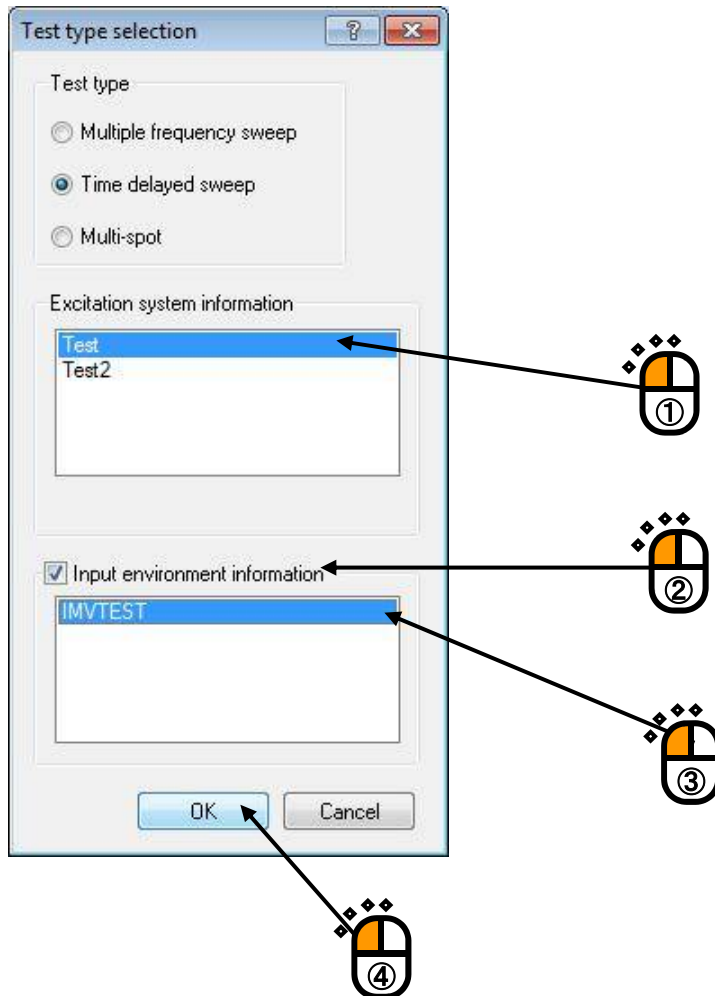 Test type selection
Test type
Multiple frequency sweep
Time delayed sweep
Multi-spot
Excitation system information
Test
Test2
①
Input environment information
②
IMVTEST
③
OK
Cancel
④